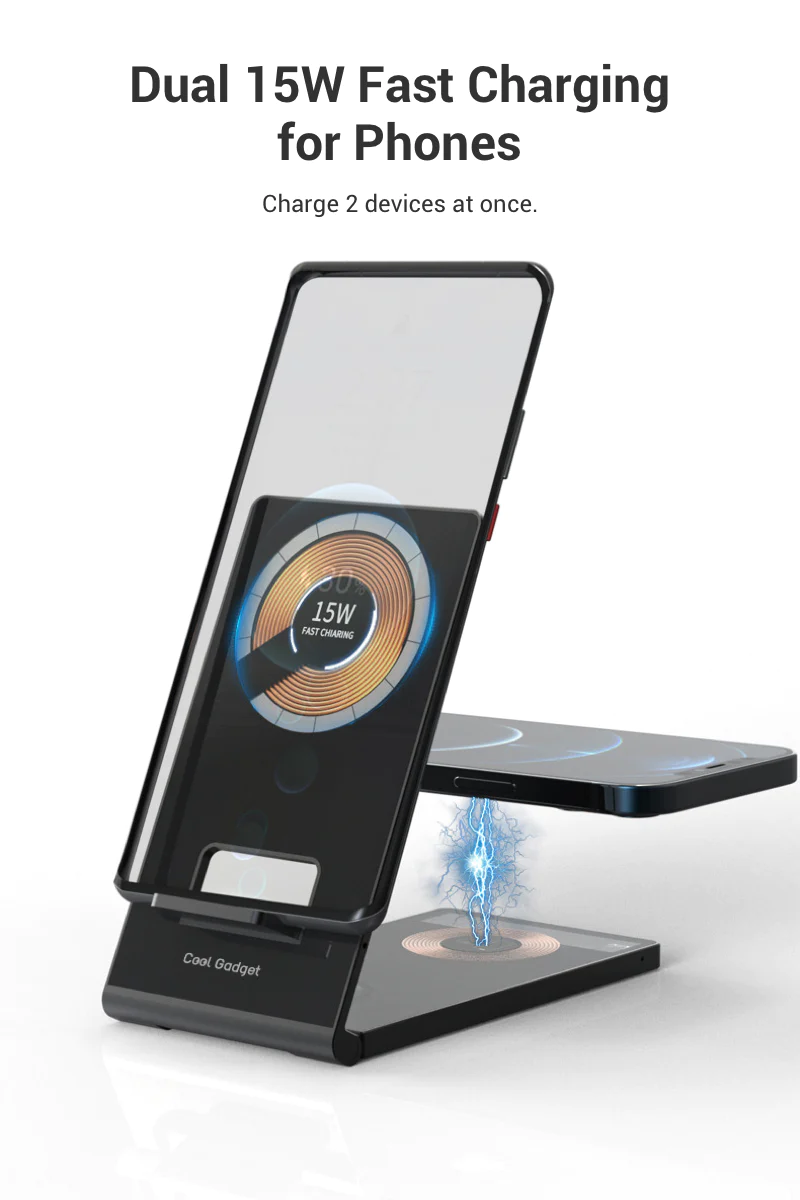 Dual 15W Fast Charging
for Phones
Charge 2 devices at once.
15W
FAST CHIARING
Cool Gadget